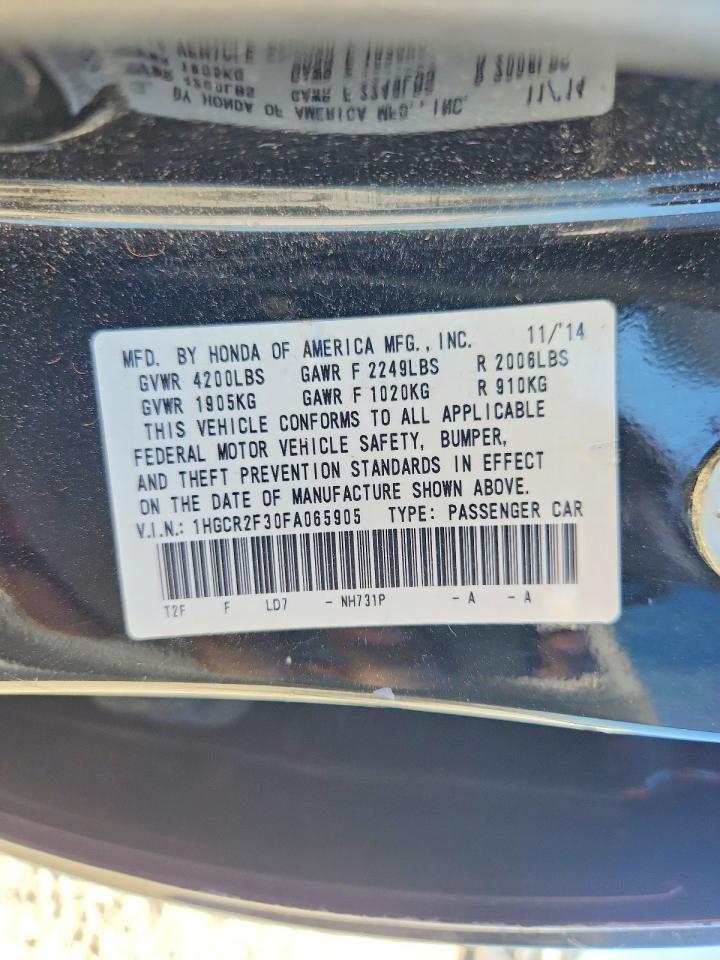 MFD. BY HONDA OF AMERICA MFG., INC. 11/'14
GVWR 4200LBS GAWR F 2249LBS R 2006LBS
GVWR 1905KG GAWR F 1020KG R 910KG
THIS VEHICLE CONFORMS TO ALL APPLICABLE
FEDERAL MOTOR VEHICLE SAFETY, BUMPER,
AND THEFT PREVENTION STANDARDS IN EFFECT
ON THE DATE OF MANUFACTURE SHOWN ABOVE.
V.I.N.: 1HGCR2F30FA065905 TYPE: PASSENGER CAR
T2F F LD7 - NH731P - A - A